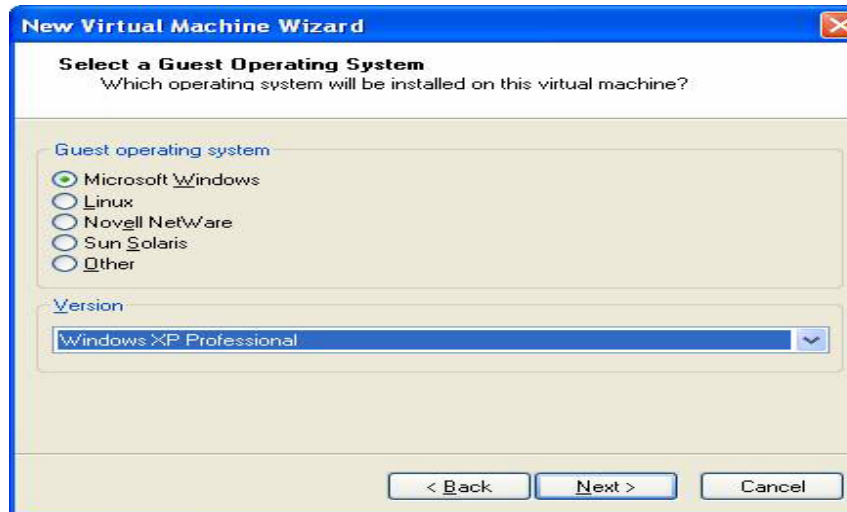 New Virtual Machine Wizard
Select a Guest Operating System
Which operating system will be installed on this virtual machine?
Guest operating system
Microsoft Windows
Linux
Novell NetWare
Sun Solaris
Other
Version
Windows XP Professional
< Back Next > Cancel